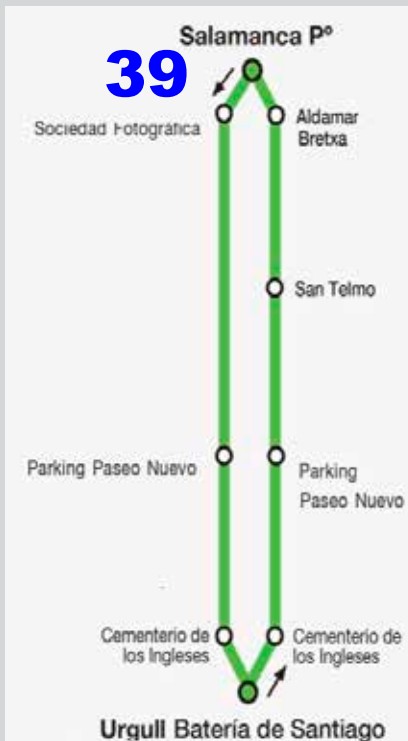 Salamanca Pº
39
Sociedad Fotográfica
Aldamar
Bretxa
San Telmo
Parking Paseo Nuevo
Parking
Paseo Nuevo
Cementerio de
los Ingleses
Cementerio de
los Ingleses
Urgull Batería de Santiago